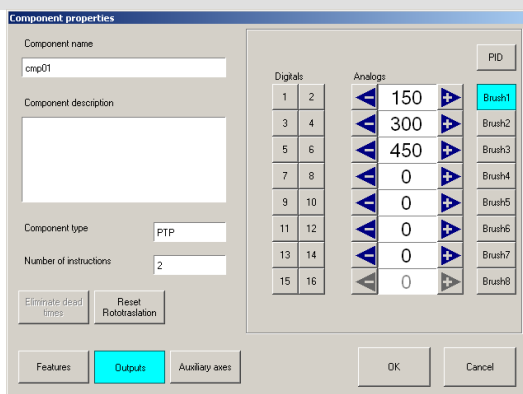 Component properties
Component name
cmp01
Component description
Component type
PTP
Number of instructions
2
Eliminate dead
times
Reset
Rototraslation
Features
Outputs
Auxiliary axes
Digitals
Analogs
PID
1 2 150 Brush1
3 4 300 Brush2
5 6 450 Brush3
7 8 0 Brush4
9 10 0 Brush5
11 12 0 Brush6
13 14 0 Brush7
15 16 0 Brush8
OK
Cancel